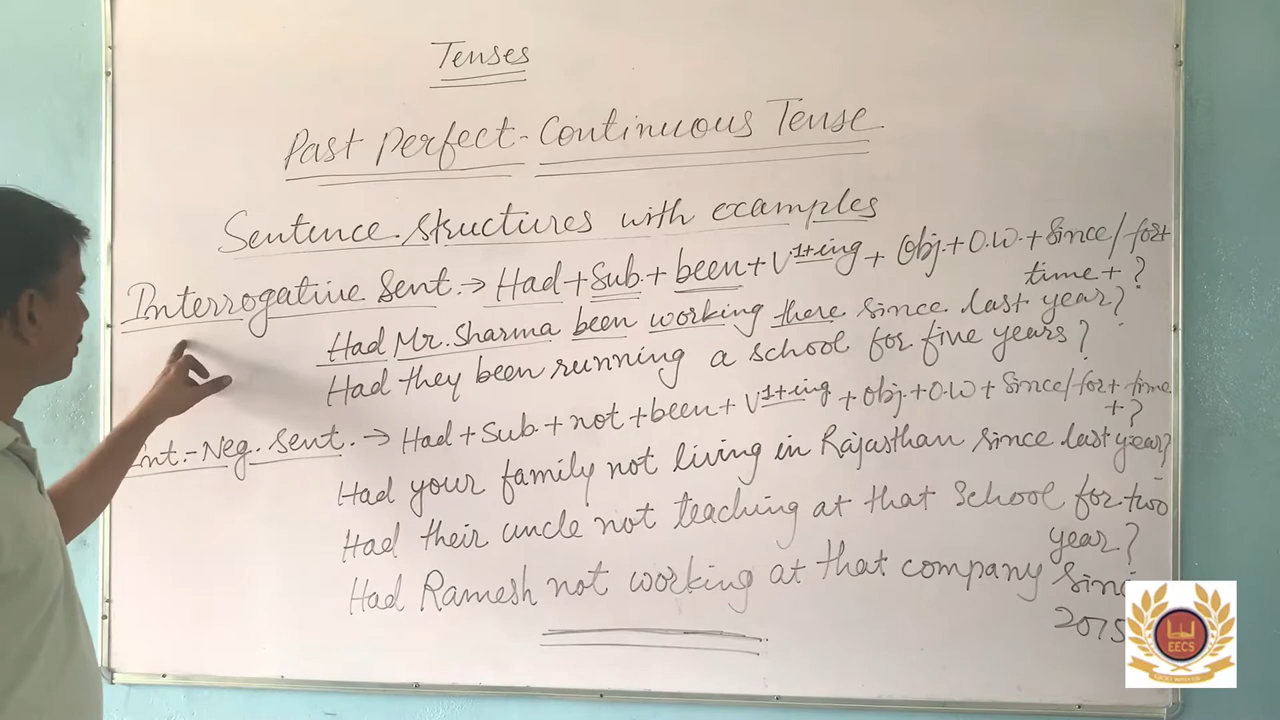 Tenses
Past Perfect-Continuous Tense
Sentence structures with examples
Interrogative Sent. → Had + Sub. + been + V1+ing + Obj. + O.W. + Since/for +
time + ?
Had Mr. Sharma been working there since last year?
Had they been running a school for five years?
Int.-Neg. Sent. → Had + Sub. + not + been + V1+ing + Obj. + O.W + Since/for + time
+ ?
Had your family not living in Rajasthan since last year?
Had their uncle not teaching at that School for two
year?
Had Ramesh not working at that company Sinc
2015
EECS